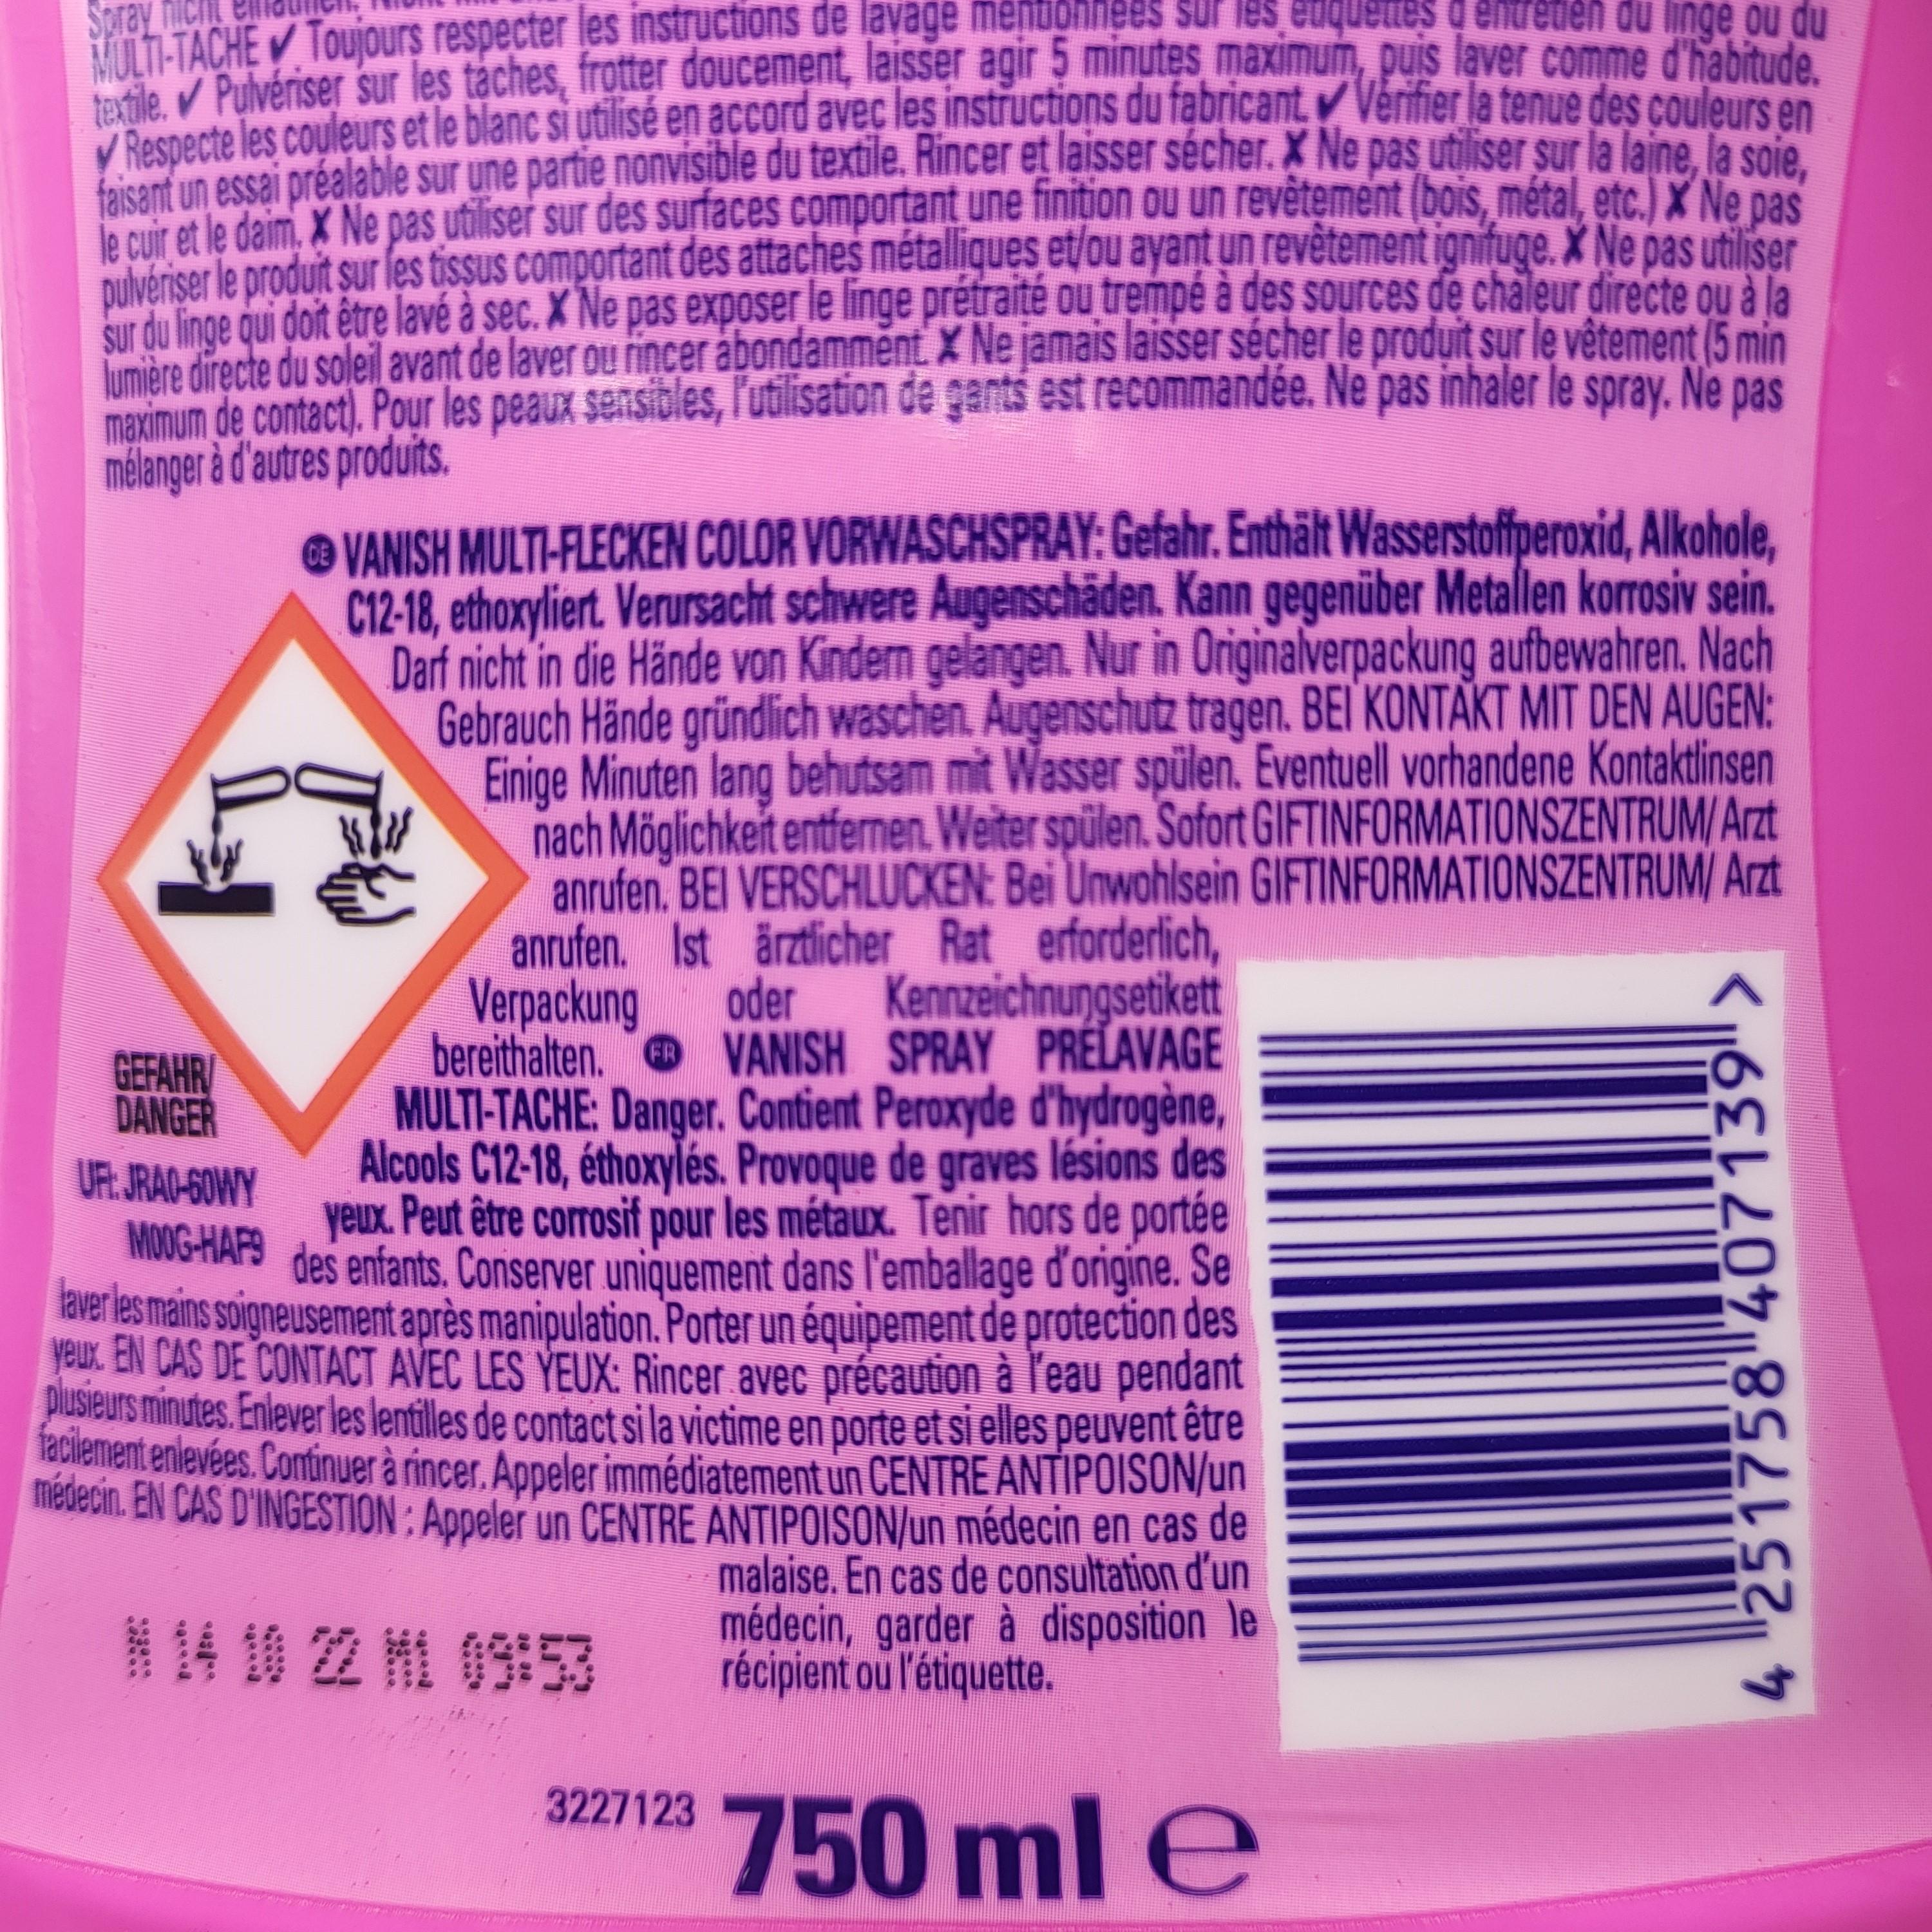 Spray nicht einatmen. Nicht mit
MULTI-TACHE ✔ Toujours respecter les instructions de lavage mentionnées sur les étiquettes d'entretien du linge ou du
textile. ✔ Pulvériser sur les taches, frotter doucement, laisser agir 5 minutes maximum, puis laver comme d'habitude.
✔ Respecte les couleurs et le blanc si utilisé en accord avec les instructions du fabricant. ✔ Vérifier la tenue des couleurs en
faisant un essai préalable sur une partie nonvisible du textile. Rincer et laisser sécher. ✘ Ne pas utiliser sur la laine, la soie,
le cuir et le daim. ✘ Ne pas utiliser sur des surfaces comportant une finition ou un revêtement (bois, métal, etc.) ✘ Ne pas
pulvériser le produit sur les tissus comportant des attaches métalliques et/ou ayant un revêtement ignifuge. ✘ Ne pas utiliser
sur du linge qui doit être lavé à sec. ✘ Ne pas exposer le linge prétraité ou trempé à des sources de chaleur directe ou à la
lumière directe du soleil avant de laver ou rincer abondamment. ✘ Ne jamais laisser sécher le produit sur le vêtement (5 min
maximum de contact). Pour les peaux sensibles, l'utilisation de gants est recommandée. Ne pas inhaler le spray. Ne pas
mélanger à d'autres produits.
DE VANISH MULTI-FLECKEN COLOR VORWASCHSPRAY: Gefahr. Enthält Wasserstoffperoxid, Alkohole,
C12-18, ethoxyliert. Verursacht schwere Augenschäden. Kann gegenüber Metallen korrosiv sein.
Darf nicht in die Hände von Kindern gelangen. Nur in Originalverpackung aufbewahren. Nach
Gebrauch Hände gründlich waschen. Augenschutz tragen. BEI KONTAKT MIT DEN AUGEN:
Einige Minuten lang behutsam mit Wasser spülen. Eventuell vorhandene Kontaktlinsen
nach Möglichkeit entfernen. Weiter spülen. Sofort GIFTINFORMATIONSZENTRUM/ Arzt
anrufen. BEI VERSCHLUCKEN: Bei Unwohlsein GIFTINFORMATIONSZENTRUM/ Arzt
anrufen. Ist ärztlicher Rat erforderlich,
Verpackung oder Kennzeichnungsetikett
bereithalten. FR VANISH SPRAY PRÉLAVAGE
MULTI-TACHE: Danger. Contient Peroxyde d'hydrogène,
Alcools C12-18, éthoxylés. Provoque de graves lésions des
yeux. Peut être corrosif pour les métaux. Tenir hors de portée
des enfants. Conserver uniquement dans l'emballage d'origine. Se
laver les mains soigneusement après manipulation. Porter un équipement de protection des
yeux. EN CAS DE CONTACT AVEC LES YEUX: Rincer avec précaution à l'eau pendant
plusieurs minutes. Enlever les lentilles de contact si la victime en porte et si elles peuvent être
facilement enlevées. Continuer à rincer. Appeler immédiatement un CENTRE ANTIPOISON/un
médecin. EN CAS D'INGESTION : Appeler un CENTRE ANTIPOISON/un médecin en cas de
malaise. En cas de consultation d'un
médecin, garder à disposition le
récipient ou l'étiquette.
GEFAHR/
DANGER
UFI: JRA0-60WY
M00G-HAF9
4 251758 407139 >
N 14 10 22 M1 09:53
3227123
750 ml e